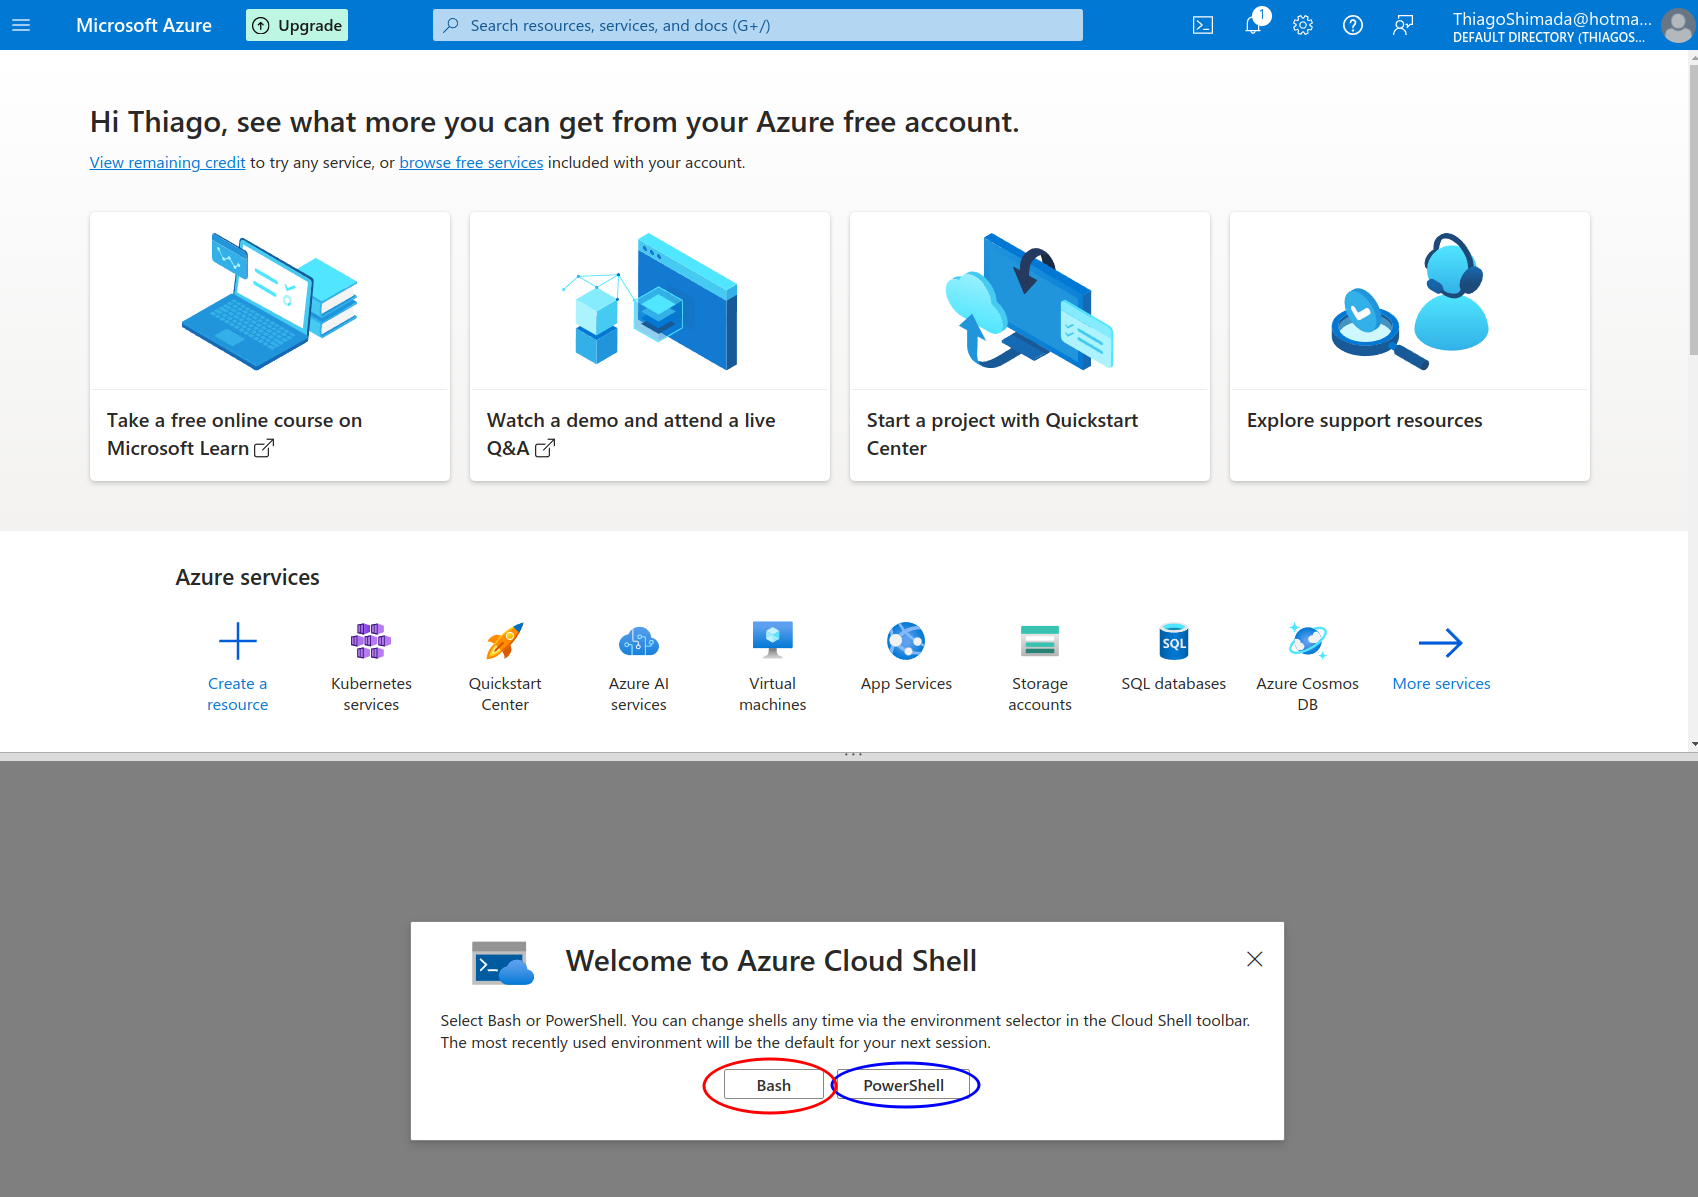 Microsoft Azure
Upgrade
Search resources, services, and docs (G+/)
1
ThiagoShimada@hotma...
DEFAULT DIRECTORY (THIAGOS...
Hi Thiago, see what more you can get from your Azure free account.
View remaining credit to try any service, or browse free services included with your account.
Take a free online course on
Microsoft Learn
Watch a demo and attend a live
Q&A
Start a project with Quickstart
Center
Explore support resources
Azure services
Create a
resource
Kubernetes
services
Quickstart
Center
Azure AI
services
Virtual
machines
App Services
Storage
accounts
SQL
SQL databases
Azure Cosmos
DB
More services
Welcome to Azure Cloud Shell
Select Bash or PowerShell. You can change shells any time via the environment selector in the Cloud Shell toolbar.
The most recently used environment will be the default for your next session.
Bash
PowerShell